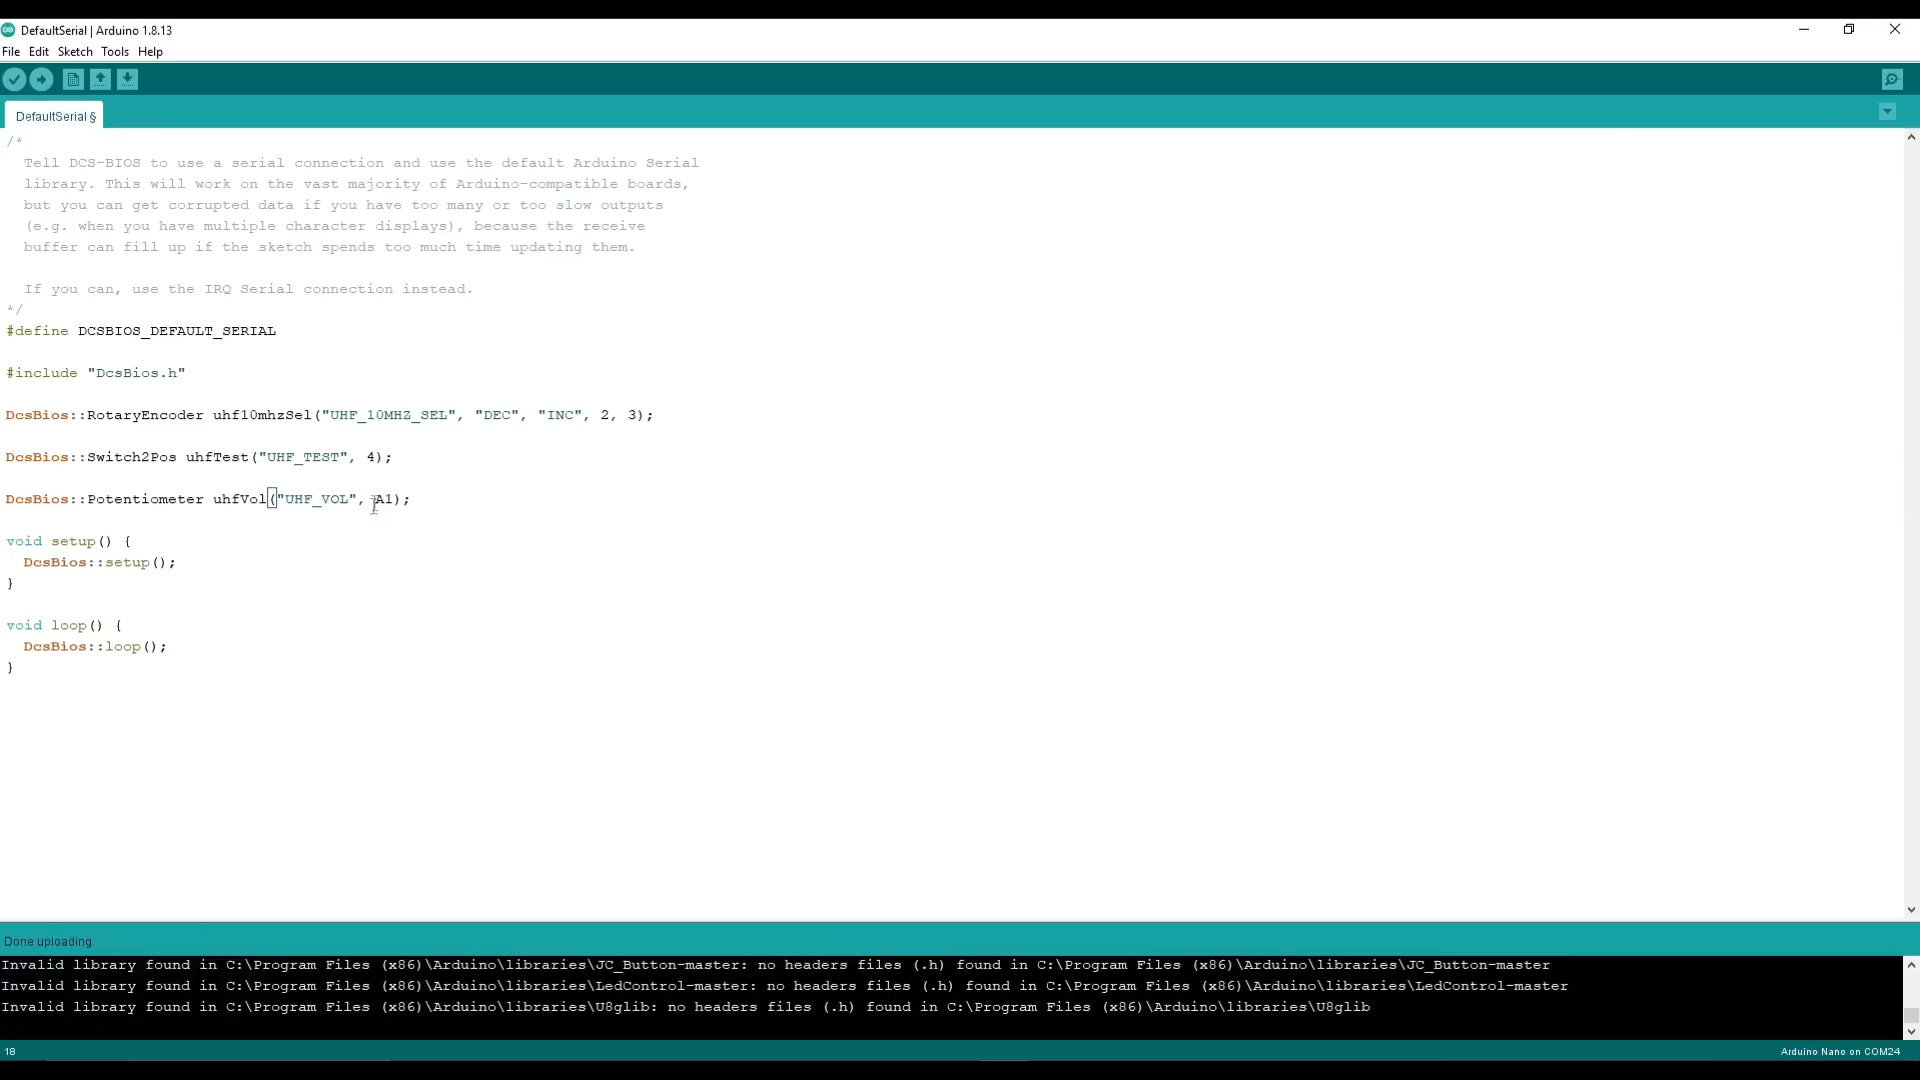 DefaultSerial | Arduino 1.8.13
File Edit Sketch Tools Help
DefaultSerial §
/*
Tell DCS-BIOS to use a serial connection and use the default Arduino Serial
library. This will work on the vast majority of Arduino-compatible boards,
but you can get corrupted data if you have too many or too slow outputs
(e.g. when you have multiple character displays), because the receive
buffer can fill up if the sketch spends too much time updating them.
If you can, use the IRQ Serial connection instead.
*/
#define DCSBIOS_DEFAULT_SERIAL
#include "DcsBios.h"
DcsBios::RotaryEncoder uhf10mhzSel("UHF_10MHZ_SEL", "DEC", "INC", 2, 3);
DcsBios::Switch2Pos uhfTest("UHF_TEST", 4);
DcsBios::Potentiometer uhfVol("UHF_VOL", A1);
void setup() {
DcsBios::setup();
}
void loop() {
DcsBios::loop();
}
Done uploading.
Invalid library found in C:\Program Files (x86)\Arduino\libraries\JC_Button-master: no headers files (.h) found in C:\Program Files (x86)\Arduino\libraries\JC_Button-master
Invalid library found in C:\Program Files (x86)\Arduino\libraries\LedControl-master: no headers files (.h) found in C:\Program Files (x86)\Arduino\libraries\LedControl-master
Invalid library found in C:\Program Files (x86)\Arduino\libraries\U8glib: no headers files (.h) found in C:\Program Files (x86)\Arduino\libraries\U8glib
18
Arduino Nano on COM24